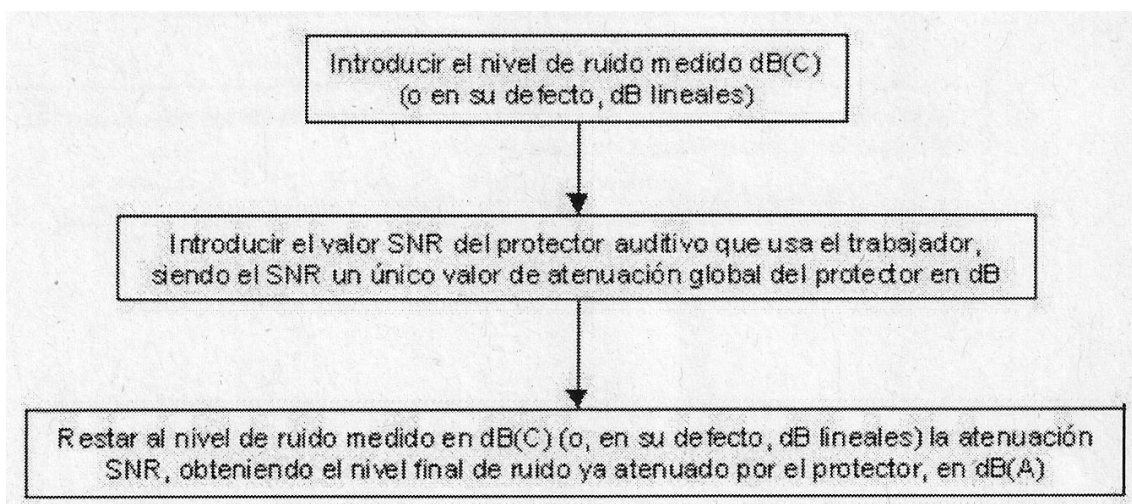 Introducir el nivel de ruido medido dB(C)
(o en su defecto, dB lineales)
Introducir el valor SNR del protector auditivo que usa el trabajador,
siendo el SNR un único valor de atenuación global del protector en dB
Restar al nivel de ruido medido en dB(C) (o, en su defecto, dB lineales) la atenuación
SNR, obteniendo el nivel final de ruido ya atenuado por el protector, en dB(A)